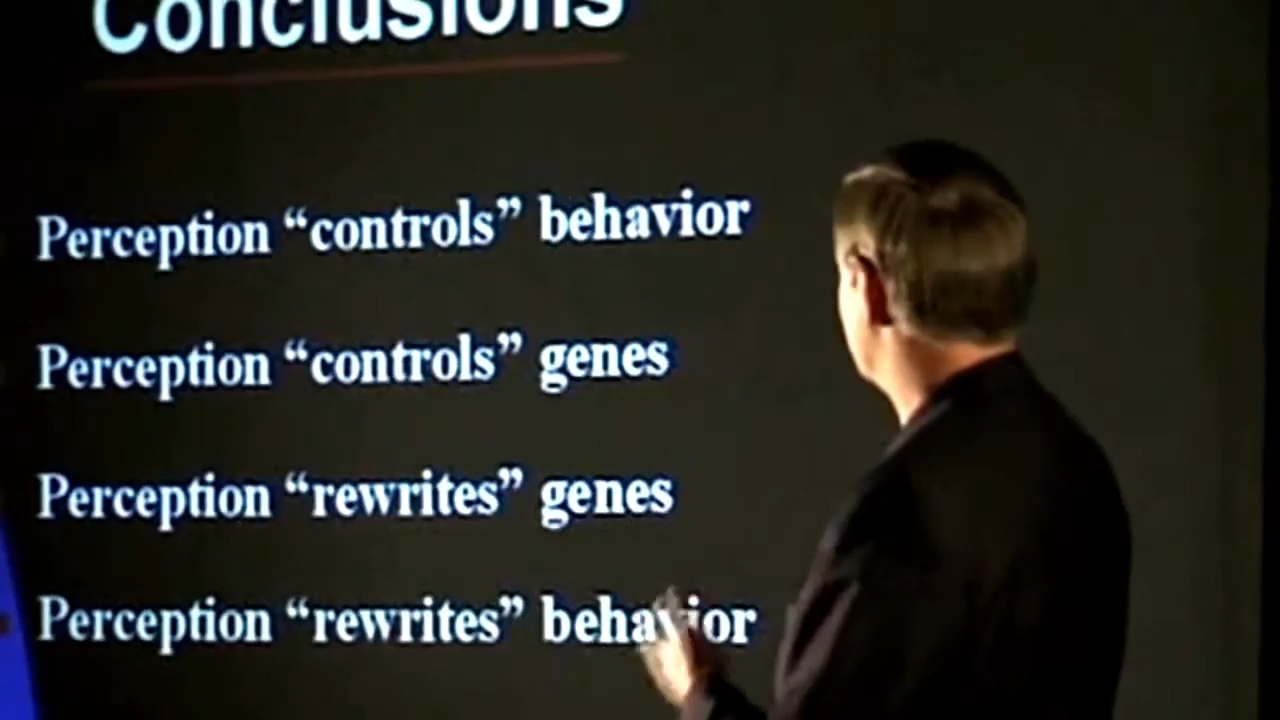 Conclusions
Perception “controls” behavior
Perception “controls” genes
Perception “rewrites” genes
Perception “rewrites” behavior